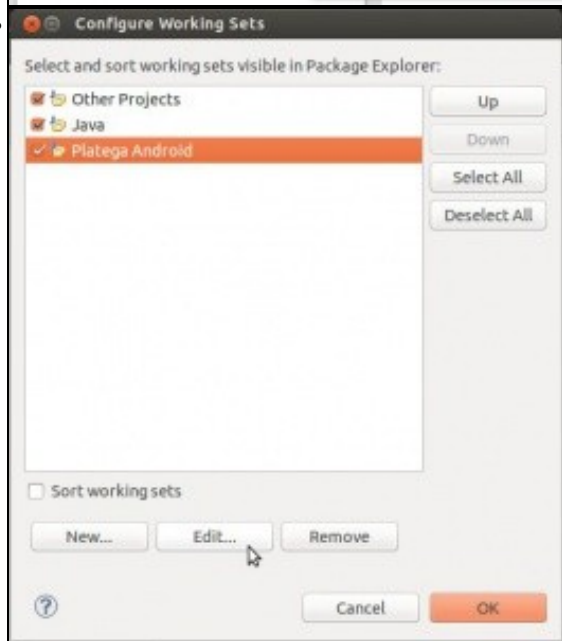 Configure Working Sets
Select and sort working sets visible in Package Explorer:
Other Projects
Java
Platega Android
Up
Down
Select All
Deselect All
Sort working sets
New...
Edit...
Remove
?
Cancel
OK